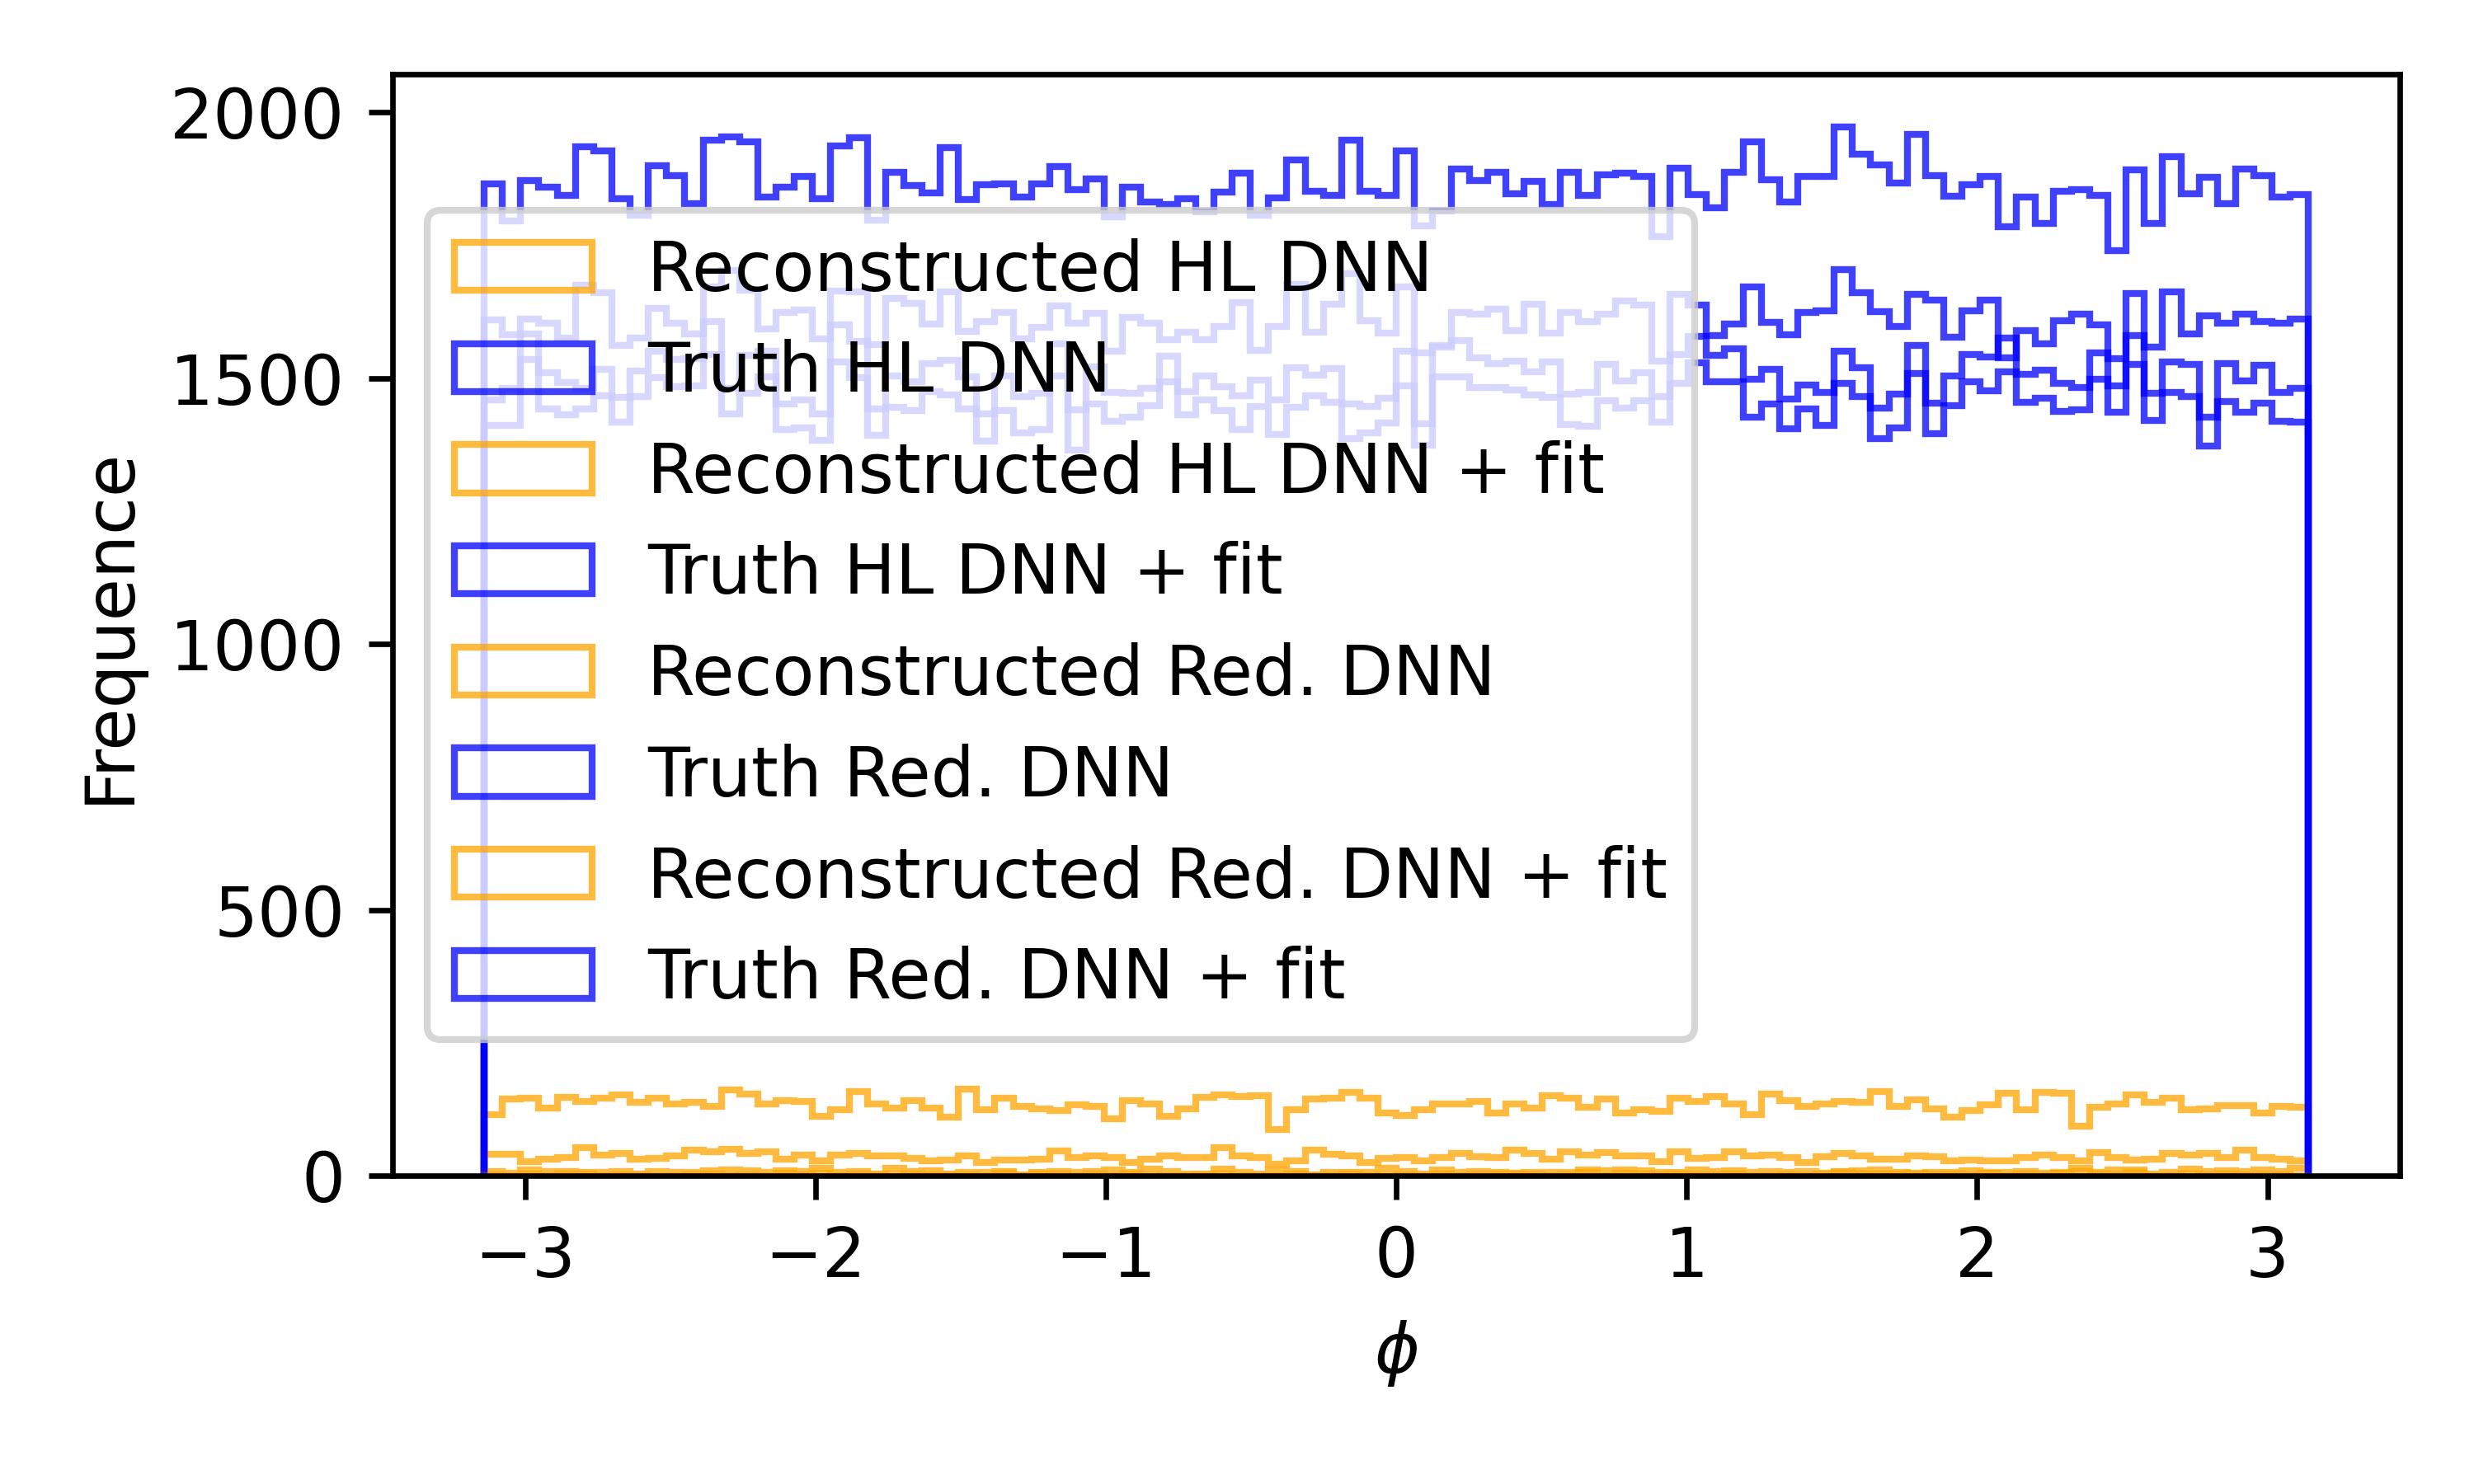 2000
1500
1000
500
0
Frequence
Reconstructed HL DNN
Truth HL DNN
Reconstructed HL DNN + fit
Truth HL DNN + fit
Reconstructed Red. DNN
Truth Red. DNN
Reconstructed Red. DNN + fit
Truth Red. DNN + fit
−3 −2 −1 0 1 2 3
ϕ